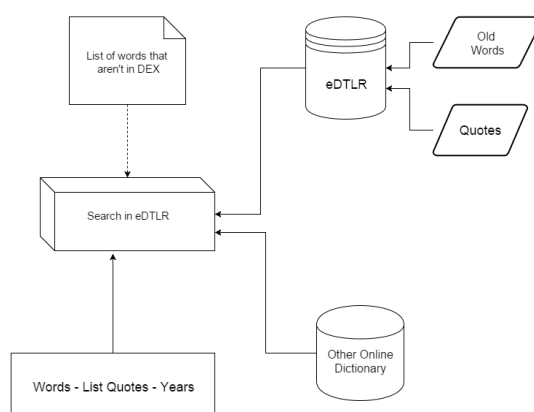 List of words that
aren't in DEX
Old
Words
eDTLR
Quotes
Search in eDTLR
Other Online
Dictionary
Words - List Quotes - Years